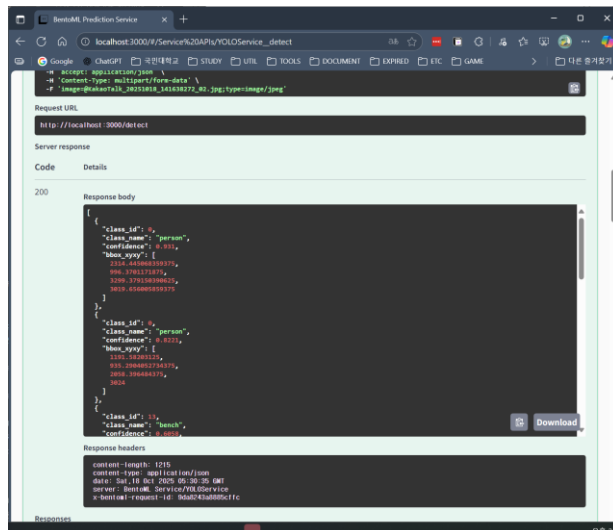 BentoML Prediction Service
localhost:3000/#/Service%20APIs/YOLOService__detect
Google ChatGPT 국민대학교 STUDY UTIL TOOLS DOCUMENT EXPIRED ETC GAME 다른 즐겨찾기
-H 'accept: application/json' \
-H 'Content-Type: multipart/form-data' \
-F 'image=@KakaoTalk_20251018_141638272_02.jpg;type=image/jpeg'
Request URL
http://localhost:3000/detect
Server response
Code Details
200
Response body
[
{
"class_id": 0,
"class_name": "person",
"confidence": 0.931,
"bbox_xyxy": [
2314.445068359375,
996.3701171875,
3299.379150390625,
3019.656005859375
]
},
{
"class_id": 0,
"class_name": "person",
"confidence": 0.8221,
"bbox_xyxy": [
1191.58203125,
935.2904052734375,
2058.396484375,
3024
]
},
{
"class_id": 13,
"class_name": "bench",
"confidence": 0.6053,
Download
Response headers
content-length: 1215
content-type: application/json
date: Sat,18 Oct 2025 05:30:35 GMT
server: BentoML Service/YOLOService
x-bentoml-request-id: 9da8243a8885cffc
Responses